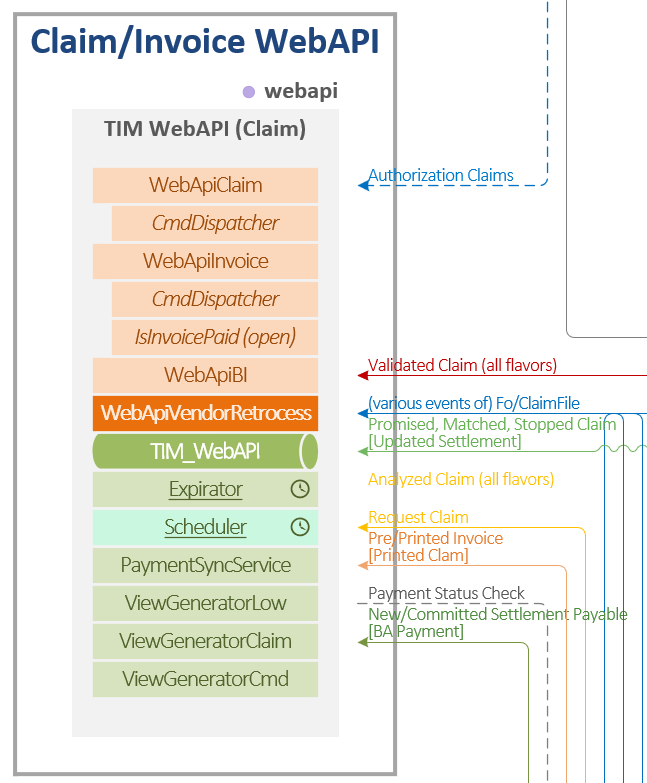 Claim/Invoice WebAPI
webapi
TIM WebAPI (Claim)
WebApiClaim
Authorization Claims
CmdDispatcher
WebApiInvoice
CmdDispatcher
IsInvoicePaid (open)
WebApiBI
Validated Claim (all flavors)
WebApiVendorRetrocess
(various events of) Fo/ClaimFile
Promised, Matched, Stopped Claim
[Updated Settlement]
TIM_WebAPI
Expirator
Analyzed Claim (all flavors)
Scheduler
Request Claim
Pre/Printed Invoice
[Printed Clam]
PaymentSyncService
ViewGeneratorLow
Payment Status Check
New/Committed Settlement Payable
[BA Payment]
ViewGeneratorClaim
ViewGeneratorCmd